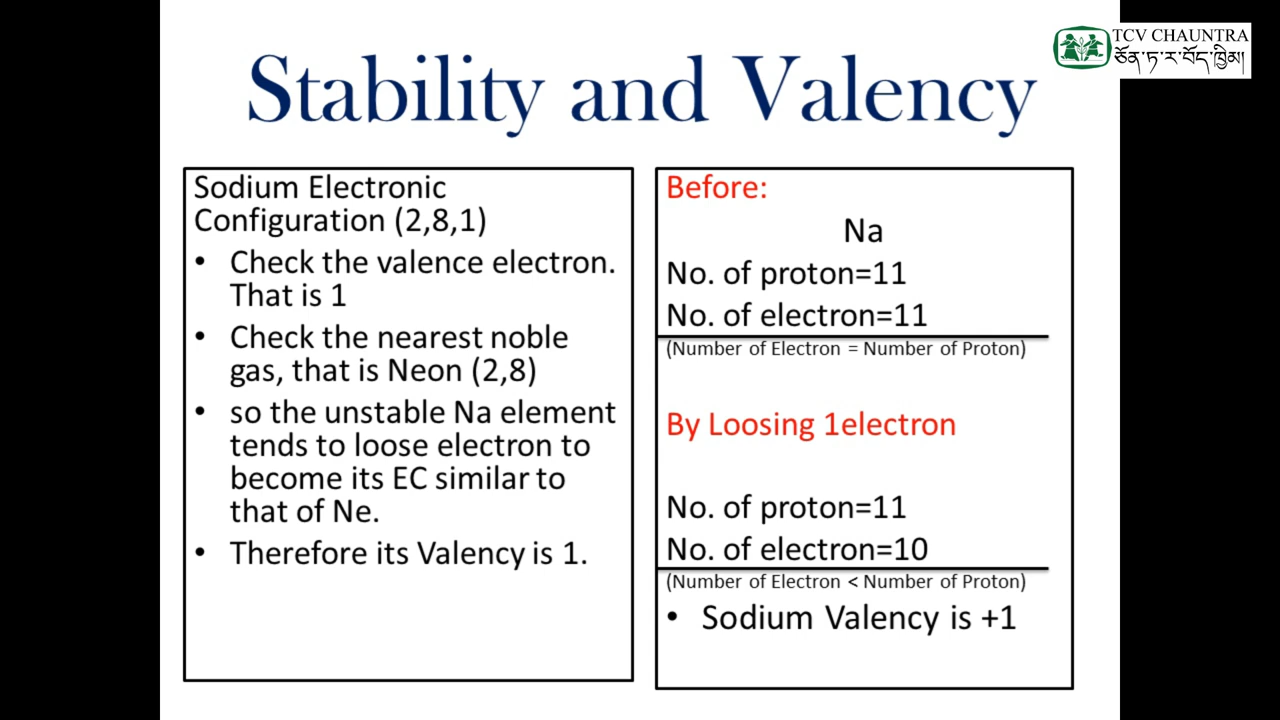 Stability and Valency
TCV CHAUNTRA
ཅོན་ཏ་ར་བོད་ཁྱིམ།
Sodium Electronic
Configuration (2,8,1)
• Check the valence electron.
That is 1
• Check the nearest noble
gas, that is Neon (2,8)
• so the unstable Na element
tends to loose electron to
become its EC similar to
that of Ne.
• Therefore its Valency is 1.
Before:
Na
No. of proton=11
No. of electron=11
(Number of Electron = Number of Proton)
By Loosing 1electron
No. of proton=11
No. of electron=10
(Number of Electron < Number of Proton)
• Sodium Valency is +1